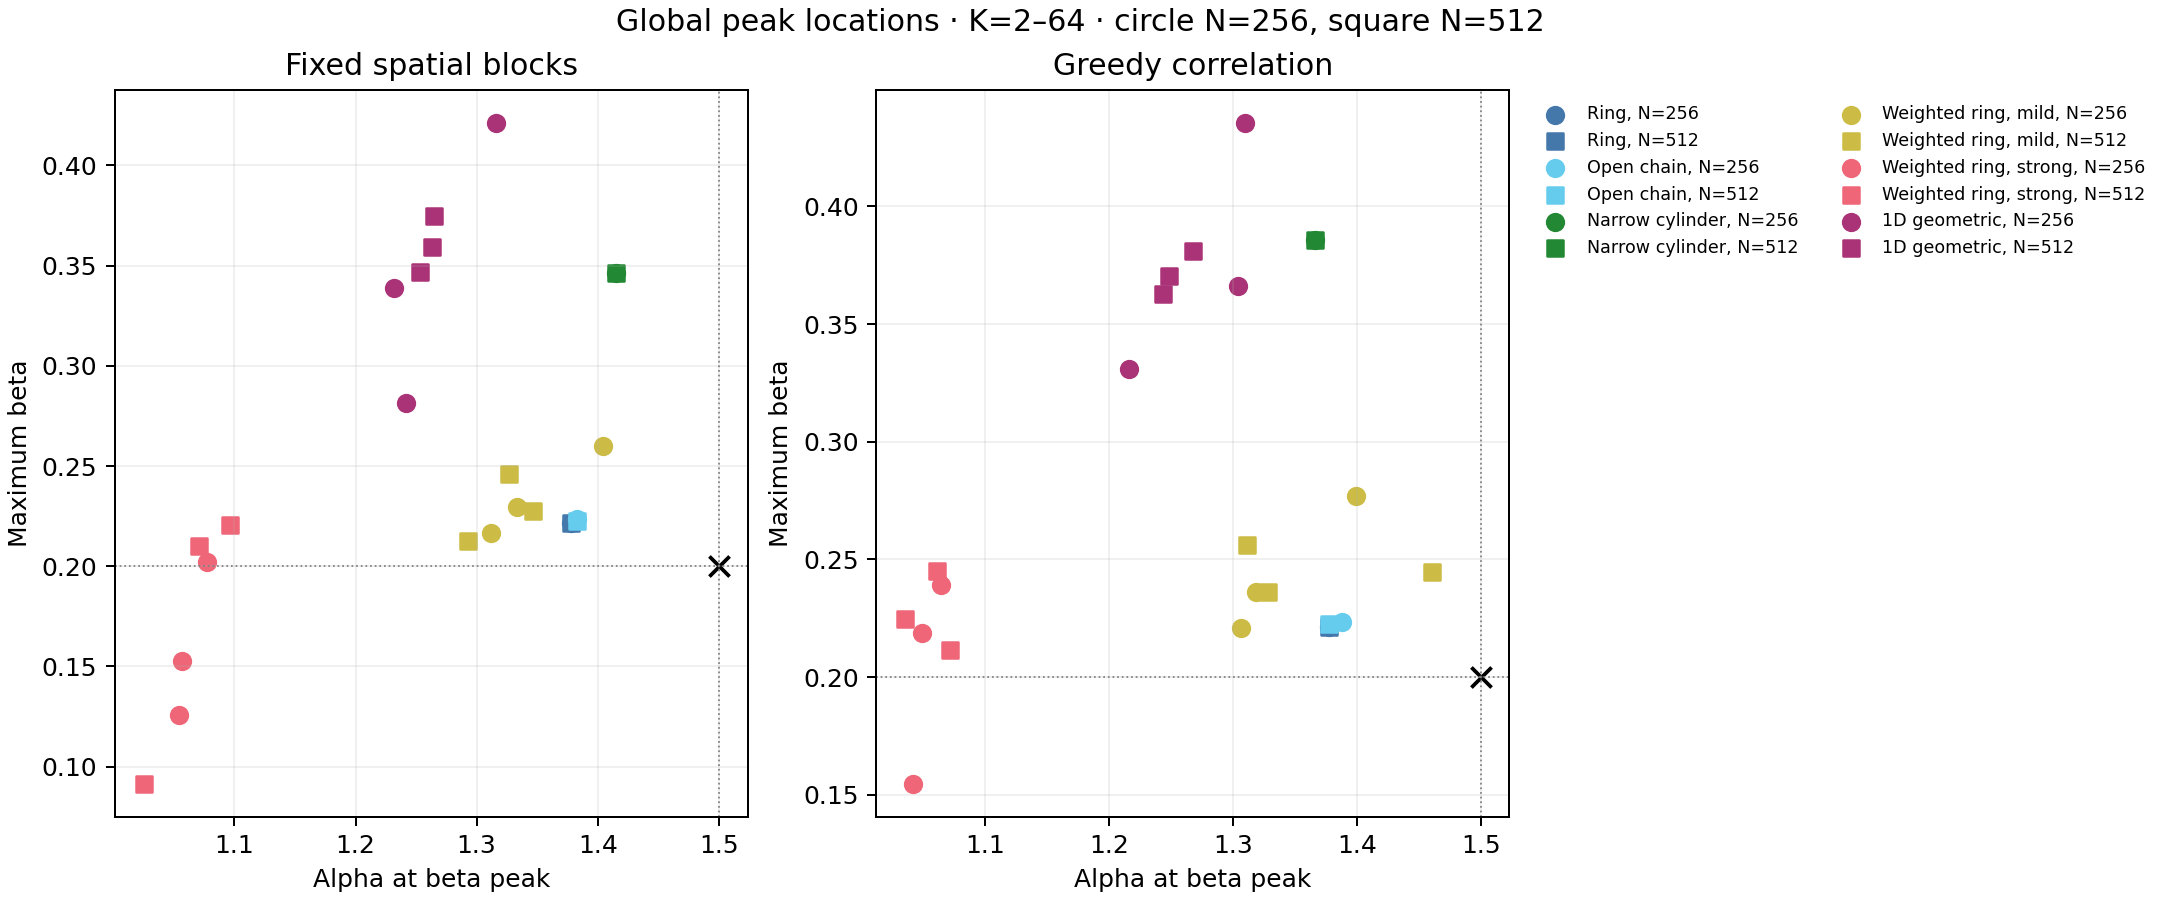 Global peak locations · K=2–64 · circle N=256, square N=512
Fixed spatial blocks
Maximum beta
0.40
0.35
0.30
0.25
0.20
0.15
0.10
1.1 1.2 1.3 1.4 1.5
Alpha at beta peak
Greedy correlation
Maximum beta
0.40
0.35
0.30
0.25
0.20
0.15
1.1 1.2 1.3 1.4 1.5
Alpha at beta peak
Ring, N=256
Ring, N=512
Open chain, N=256
Open chain, N=512
Narrow cylinder, N=256
Narrow cylinder, N=512
Weighted ring, mild, N=256
Weighted ring, mild, N=512
Weighted ring, strong, N=256
Weighted ring, strong, N=512
1D geometric, N=256
1D geometric, N=512